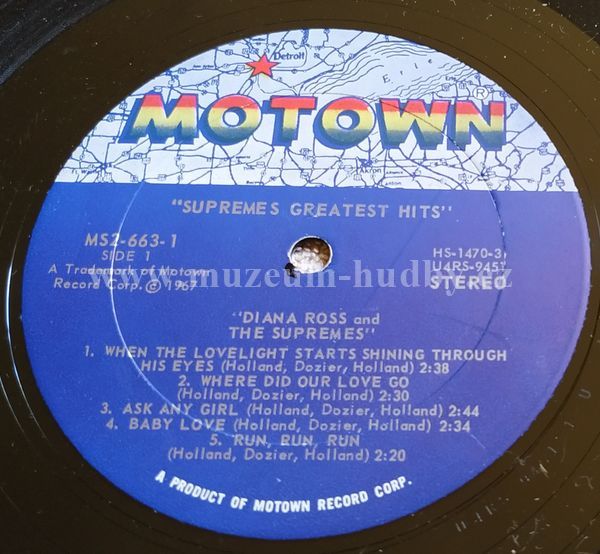 Detroit
Erie
MOTOWN®
Akron
"SUPREMES GREATEST HITS"
MS2-663-1
SIDE 1
A Trademark of Motown
Record Corp. © 1967
HS-1470-3
U4RS-9451
STEREO
www.muzeum-hudby.cz
"DIANA ROSS and
THE SUPREMES"
1. WHEN THE LOVELIGHT STARTS SHINING THROUGH
HIS EYES (Holland, Dozier, Holland) 2:38
2. WHERE DID OUR LOVE GO
(Holland, Dozier, Holland) 2:30
3. ASK ANY GIRL (Holland, Dozier, Holland) 2:44
4. BABY LOVE (Holland, Dozier, Holland) 2:34
5. RUN, RUN, RUN
(Holland, Dozier, Holland) 2:20
A PRODUCT OF MOTOWN RECORD CORP.